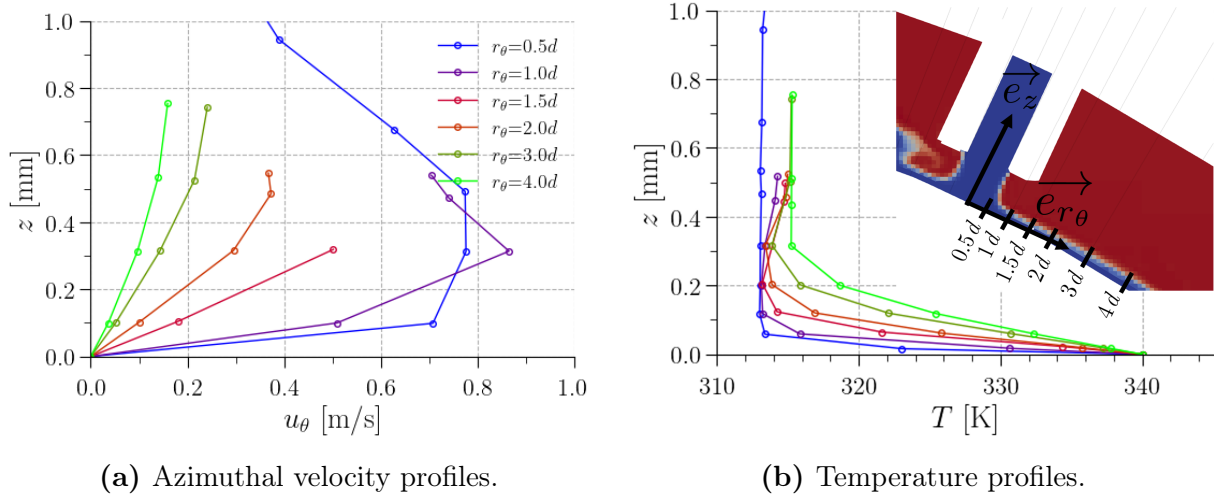 1.0
0.8
0.6
0.4
0.2
0.0
z [mm]
0.0 0.2 0.4 0.6 0.8 1.0
u_θ [m/s]
r_θ=0.5d
r_θ=1.0d
r_θ=1.5d
r_θ=2.0d
r_θ=3.0d
r_θ=4.0d
(a) Azimuthal velocity profiles.
1.0
0.8
0.6
0.4
0.2
0.0
z [mm]
310 320 330 340
T [K]
e_z
e_{r_θ}
0.5d
1d
1.5d
2d
3d
4d
(b) Temperature profiles.